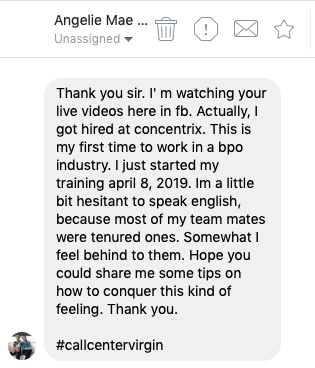 Angelie Mae ...
Unassigned
Thank you sir. I' m watching your
live videos here in fb. Actually, I
got hired at concentrix. This is
my first time to work in a bpo
industry. I just started my
training april 8, 2019. Im a little
bit hesitant to speak english,
because most of my team mates
were tenured ones. Somewhat I
feel behind to them. Hope you
could share me some tips on
how to conquer this kind of
feeling. Thank you.
#callcentervirgin